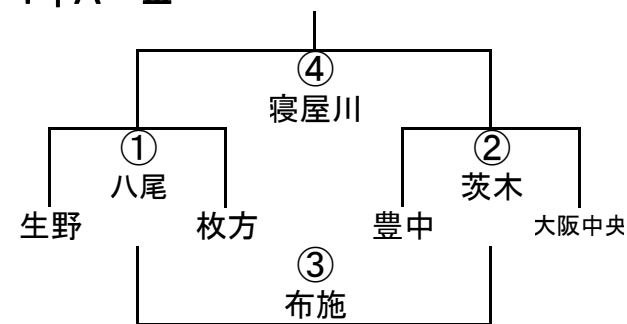 ④
寝屋川
① ②
八尾 茨木
生野 枚方 豊中 大阪中央
③
布施